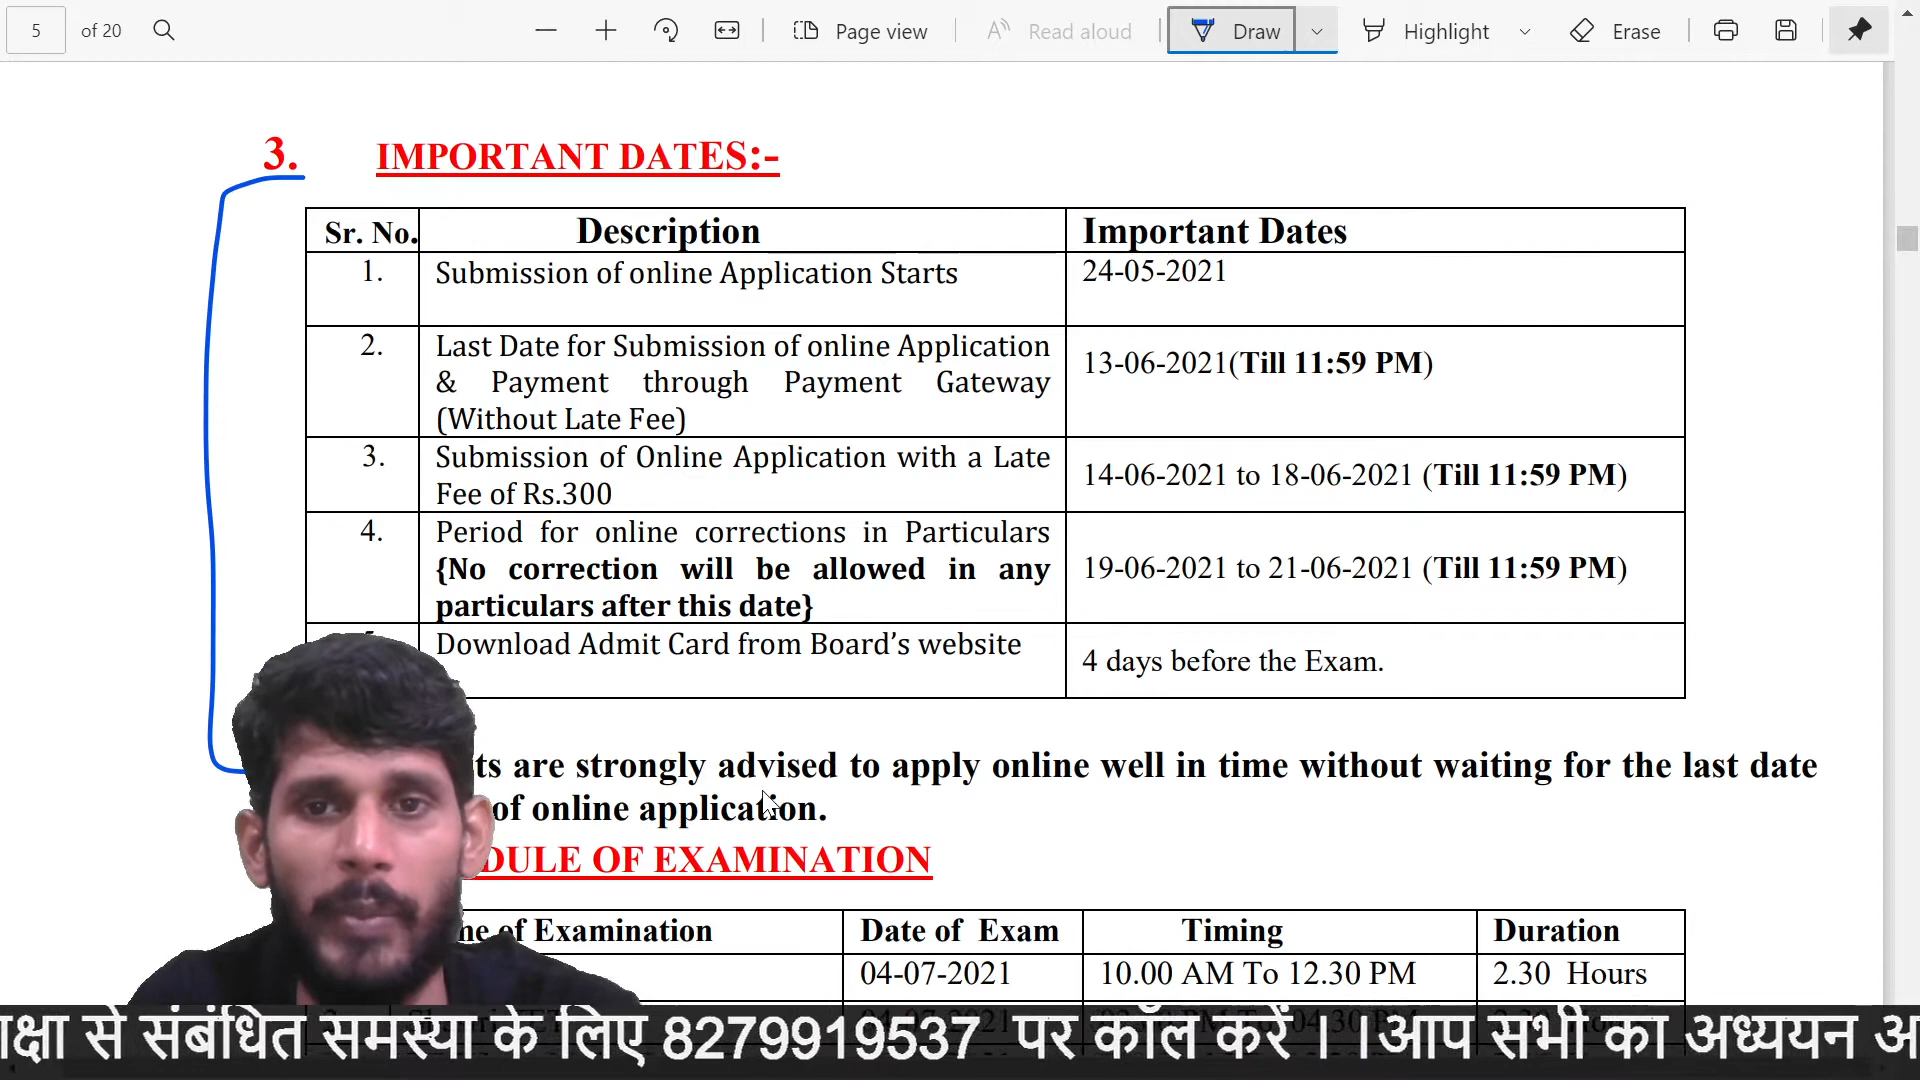 5 of 20 Page view Read aloud Draw Highlight Erase
3. IMPORTANT DATES:-
Sr. No. Description Important Dates
1. Submission of online Application Starts 24-05-2021
2. Last Date for Submission of online Application
& Payment through Payment Gateway
(Without Late Fee)
13-06-2021(Till 11:59 PM)
3. Submission of Online Application with a Late
Fee of Rs.300
14-06-2021 to 18-06-2021 (Till 11:59 PM)
4. Period for online corrections in Particulars
{No correction will be allowed in any
particulars after this date}
19-06-2021 to 21-06-2021 (Till 11:59 PM)
Download Admit Card from Board’s website
4 days before the Exam.
ts are strongly advised to apply online well in time without waiting for the last date
of online application.
DULE OF EXAMINATION
me of Examination Date of Exam Timing Duration
04-07-2021 10.00 AM To 12.30 PM 2.30 Hours
से संबंधित समस्या के लिए 8279919537 पर कॉल करें ।।आप सभी का अध्ययन अ